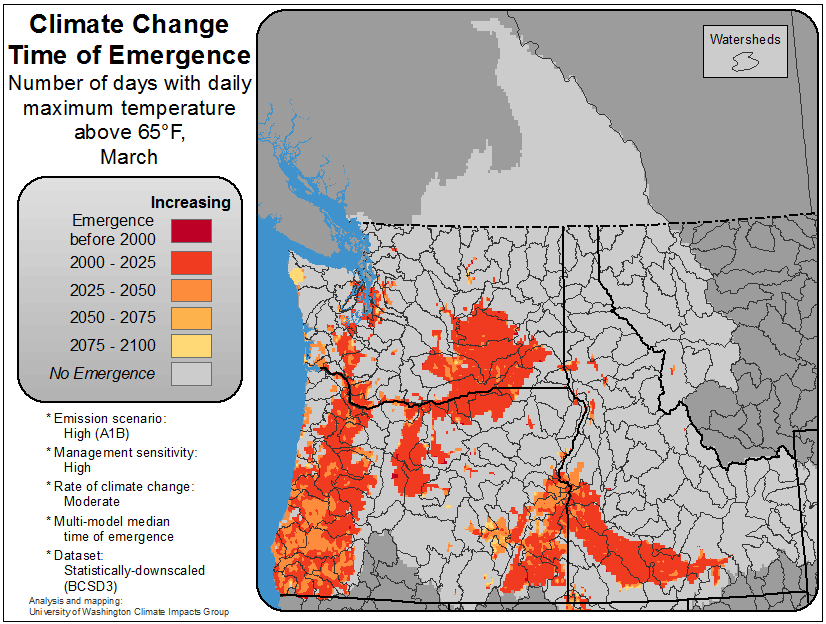 Climate Change
Time of Emergence
Number of days with daily
maximum temperature
above 65°F,
March
Watersheds
Increasing
Emergence
before 2000
2000 - 2025
2025 - 2050
2050 - 2075
2075 - 2100
No Emergence
* Emission scenario:
High (A1B)
* Management sensitivity:
High
* Rate of climate change:
Moderate
* Multi-model median
time of emergence
* Dataset:
Statistically-downscaled
(BCSD3)
Analysis and mapping:
University of Washington Climate Impacts Group